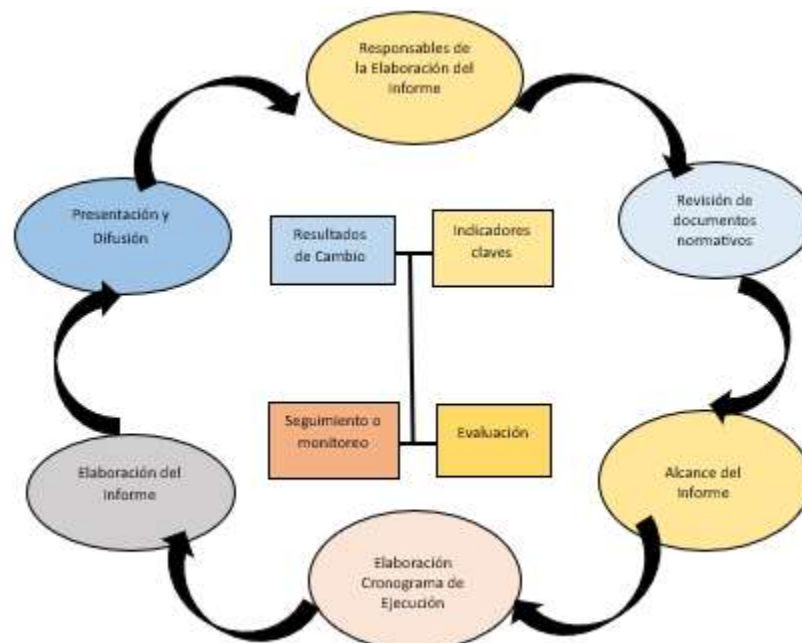 Responsables de
la Elaboración del
Informe
Presentación y
Difusión
Revisión de
documentos
normativos
Resultados
de Cambio
Indicadores
claves
Seguimiento o
monitoreo
Evaluación
Elaboración del
Informe
Alcance del
Informe
Elaboración
Cronograma de
Ejecución